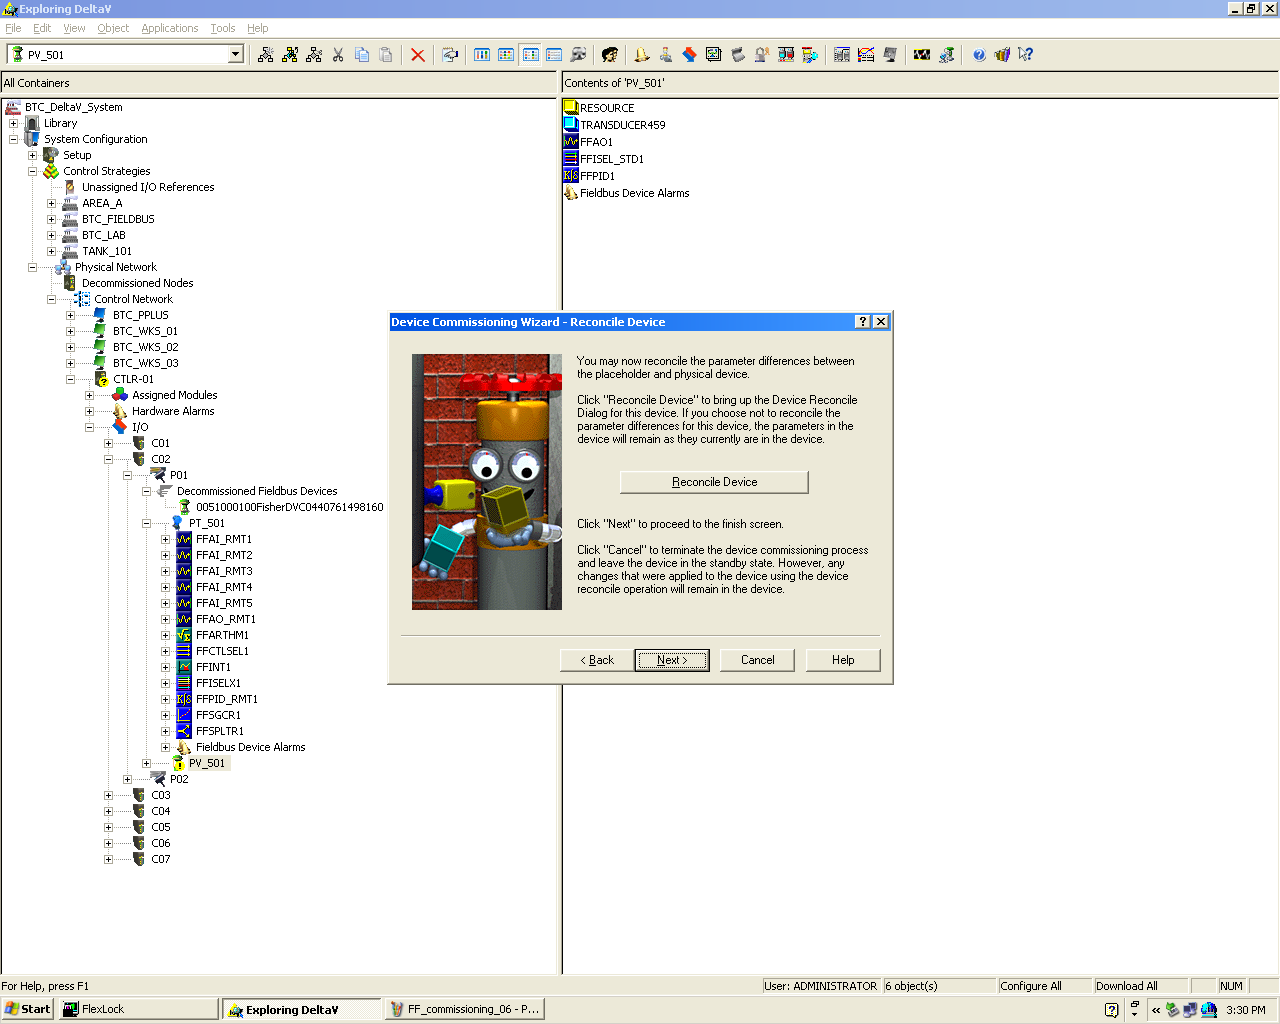 Exploring DeltaV
File Edit View Object Applications Tools Help
PV_501
All Containers
Contents of 'PV_501'
BTC_DeltaV_System
Library
System Configuration
Setup
Control Strategies
Unassigned I/O References
AREA_A
BTC_FIELDBUS
BTC_LAB
TANK_101
Physical Network
Decommissioned Nodes
Control Network
BTC_PPLUS
BTC_WKS_01
BTC_WKS_02
BTC_WKS_03
CTLR-01
Assigned Modules
Hardware Alarms
I/O
C01
C02
P01
Decommissioned Fieldbus Devices
0051000100FisherDVC0440761498160
PT_501
FFAI_RMT1
FFAI_RMT2
FFAI_RMT3
FFAI_RMT4
FFAI_RMT5
FFAO_RMT1
FFARTHM1
FFCTLSEL1
FFINT1
FFISELX1
FFPID_RMT1
FFSGCR1
FFSPLTR1
Fieldbus Device Alarms
PV_501
P02
C03
C04
C05
C06
C07
RESOURCE
TRANSDUCER459
FFAO1
FFISEL_STD1
FFPID1
Fieldbus Device Alarms
Device Commissioning Wizard - Reconcile Device
You may now reconcile the parameter differences between
the placeholder and physical device.
Click "Reconcile Device" to bring up the Device Reconcile
Dialog for this device. If you choose not to reconcile the
parameter differences for this device, the parameters in the
device will remain as they currently are in the device.
Reconcile Device
Click "Next" to proceed to the finish screen.
Click "Cancel" to terminate the device commissioning process
and leave the device in the standby state. However, any
changes that were applied to the device using the device
reconcile operation will remain in the device.
< Back Next > Cancel Help
For Help, press F1
User: ADMINISTRATOR 6 object(s) Configure All Download All NUM
Start FlexLock Exploring DeltaV FF_commissioning_06 - P... 3:30 PM